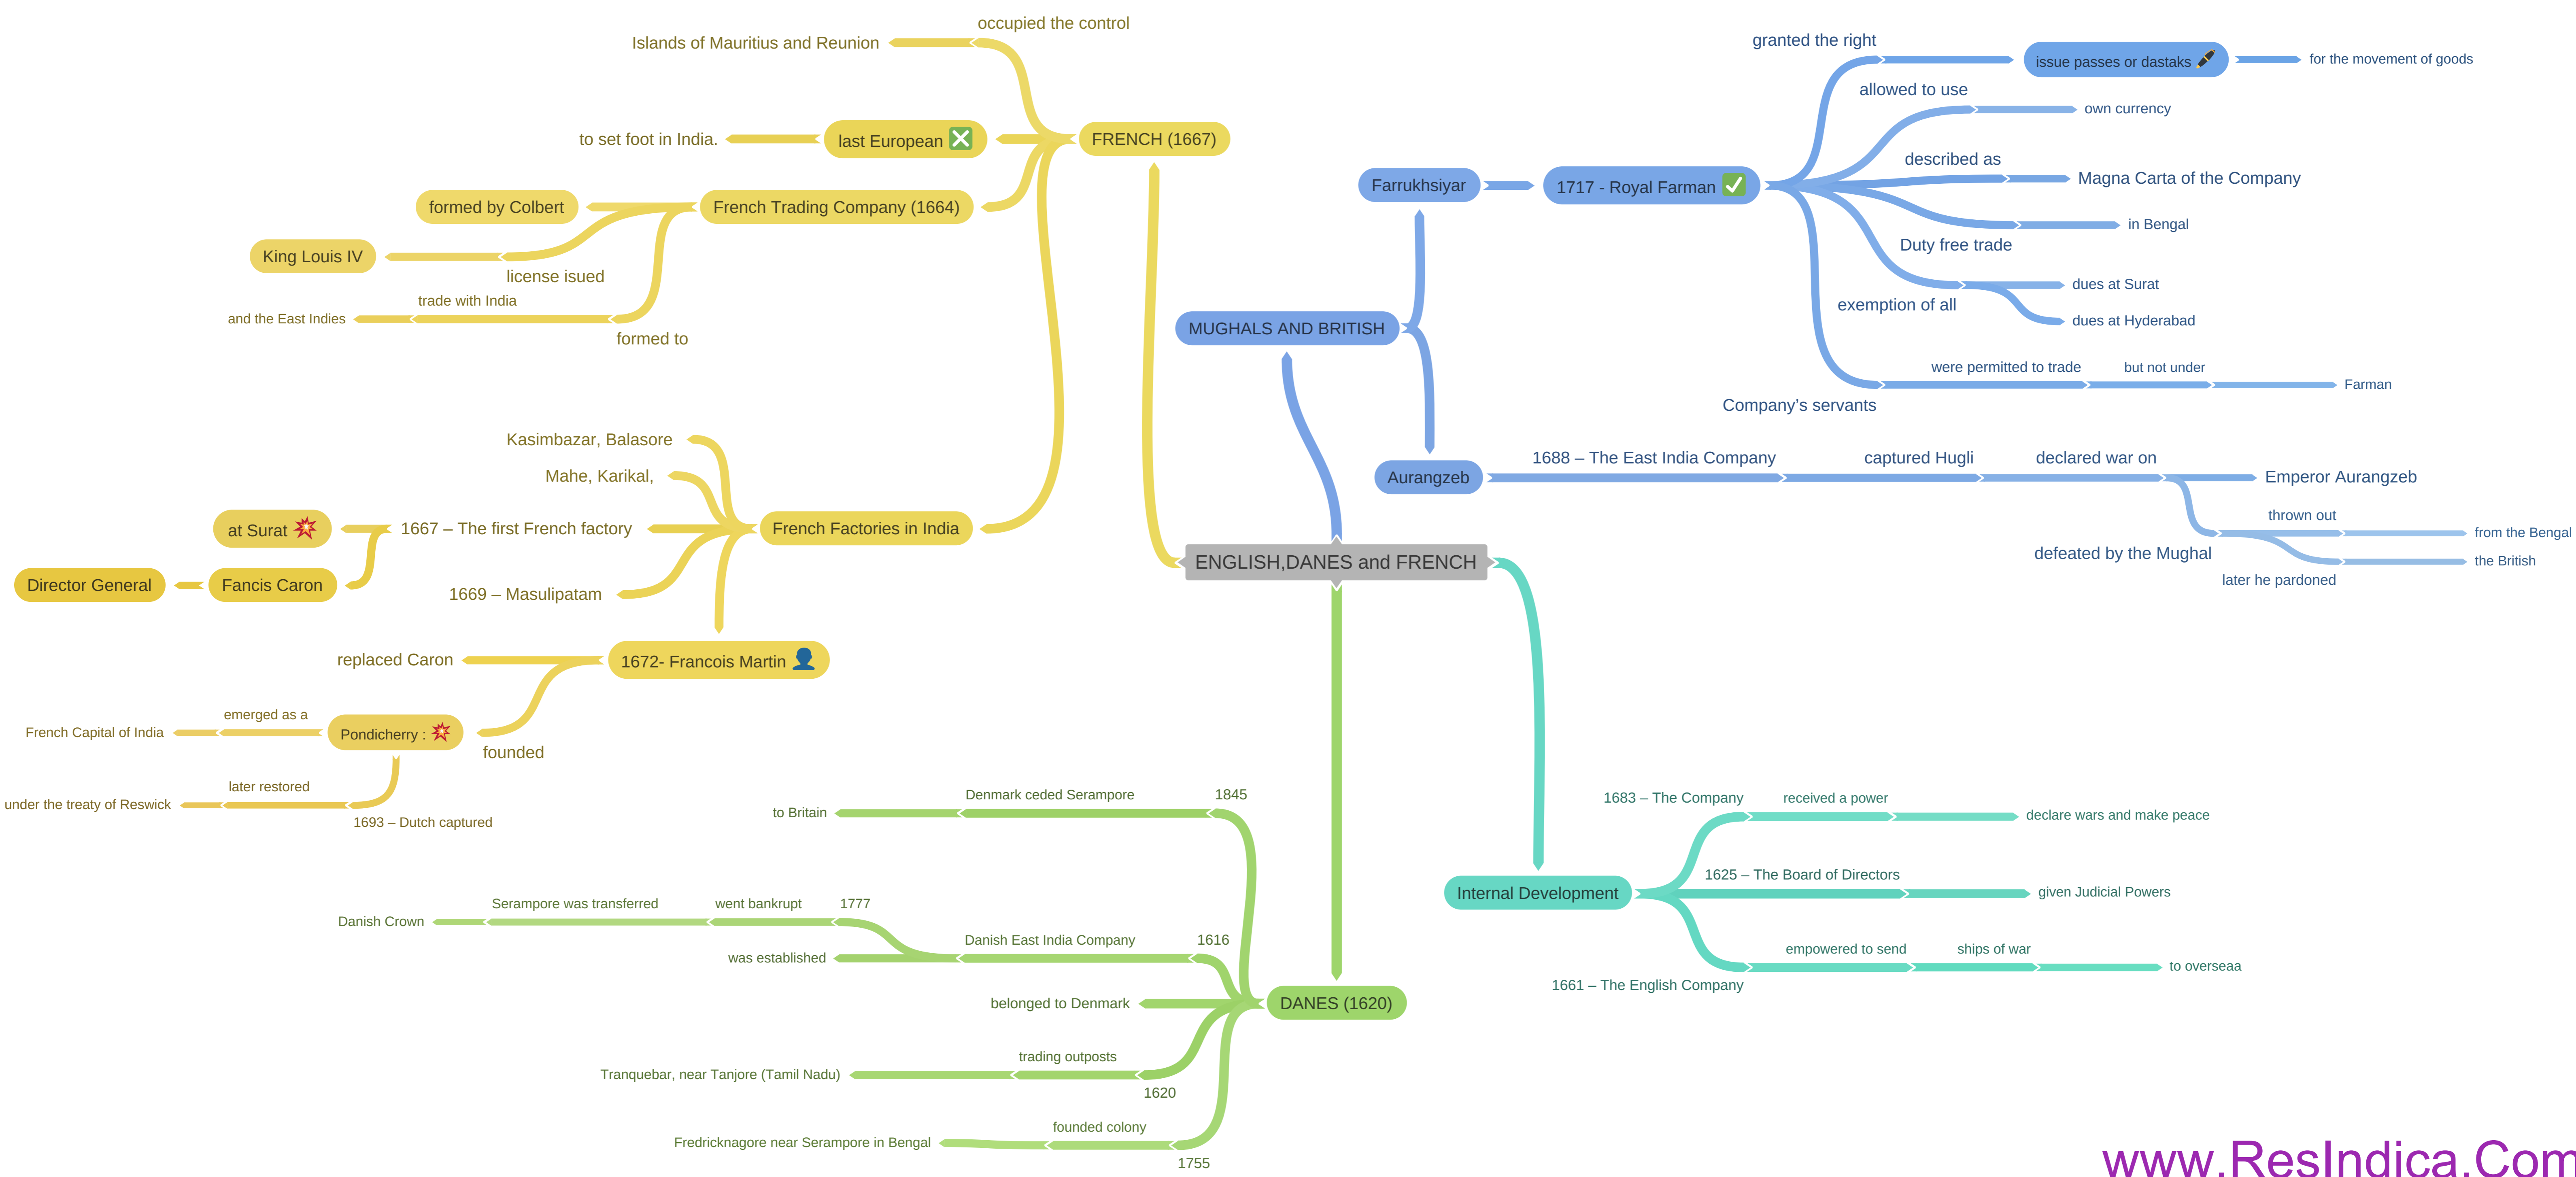 ENGLISH,DANES and FRENCH
FRENCH (1667)
occupied the control
Islands of Mauritius and Reunion
last European
to set foot in India.
French Trading Company (1664)
formed by Colbert
license isued
King Louis IV
formed to
trade with India
and the East Indies
French Factories in India
Kasimbazar, Balasore
Mahe, Karikal,
1667 – The first French factory
at Surat
Fancis Caron
Director General
1669 – Masulipatam
1672- Francois Martin
replaced Caron
founded
Pondicherry :
emerged as a
French Capital of India
1693 – Dutch captured
later restored
under the treaty of Reswick
MUGHALS AND BRITISH
Farrukhsiyar
1717 - Royal Farman
granted the right
issue passes or dastaks
for the movement of goods
allowed to use
own currency
described as
Magna Carta of the Company
Duty free trade
in Bengal
exemption of all
dues at Surat
dues at Hyderabad
Company’s servants
were permitted to trade
but not under
Farman
Aurangzeb
1688 – The East India Company
captured Hugli
declared war on
Emperor Aurangzeb
defeated by the Mughal
thrown out
from the Bengal
later he pardoned
the British
Internal Development
1683 – The Company
received a power
declare wars and make peace
1625 – The Board of Directors
given Judicial Powers
1661 – The English Company
empowered to send
ships of war
to overseaa
DANES (1620)
1845
Denmark ceded Serampore
to Britain
1616
Danish East India Company
1777
went bankrupt
Serampore was transferred
Danish Crown
was established
belonged to Denmark
1620
trading outposts
Tranquebar, near Tanjore (Tamil Nadu)
1755
founded colony
Fredricknagore near Serampore in Bengal
www.ResIndica.Com